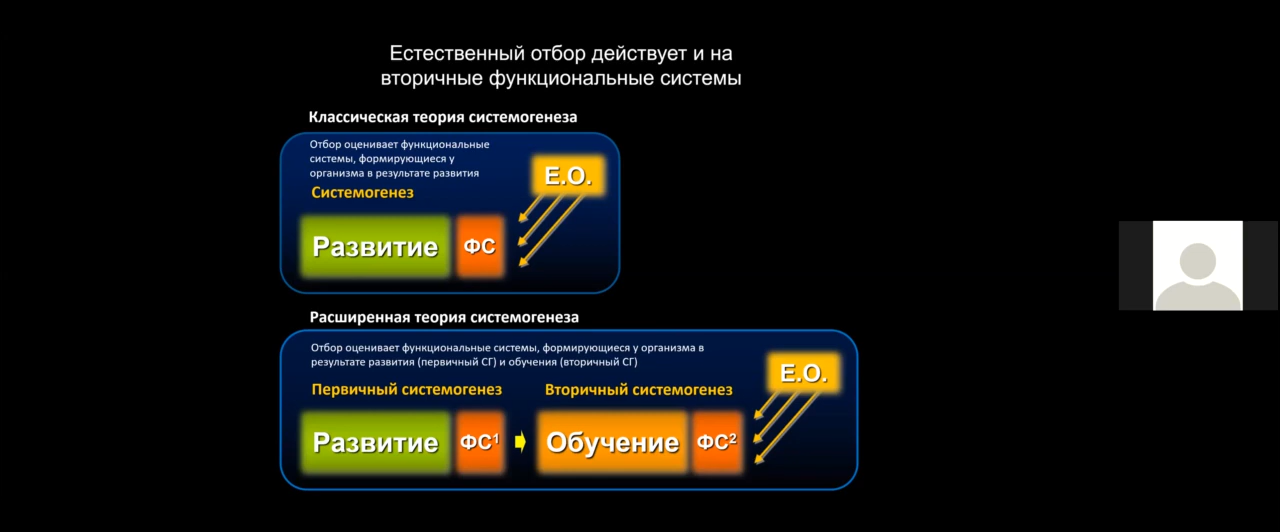 Естественный отбор действует и на
вторичные функциональные системы
Классическая теория системогенеза
Отбор оценивает функциональные
системы, формирующиеся у
организма в результате развития
Е.О.
Системогенез
Развитие
ФС
Расширенная теория системогенеза
Отбор оценивает функциональные системы, формирующиеся у организма в
результате развития (первичный СГ) и обучения (вторичный СГ)
Е.О.
Первичный системогенез
Вторичный системогенез
Развитие
ФС¹
Обучение
ФС²